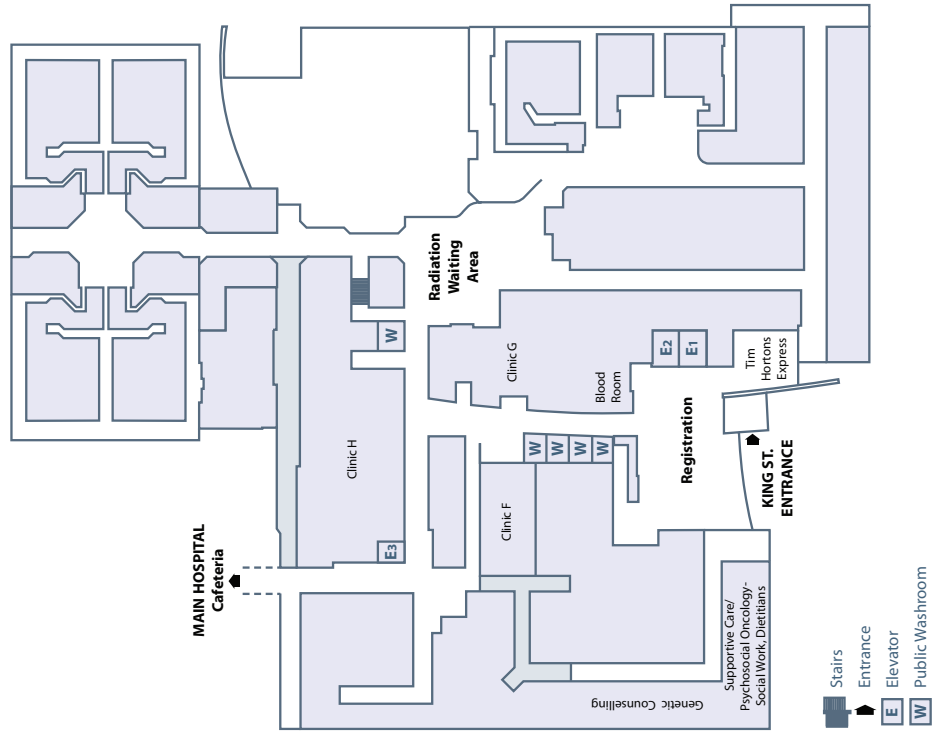 MAIN HOSPITAL
Cafeteria
Clinic H
E3
W
Radiation
Waiting
Area
Clinic G
Clinic F
W
W
W
W
Blood
Room
E2
E1
Tim
Hortons
Express
Registration
KING ST.
ENTRANCE
Genetic Counselling
Supportive Care/
Psychosocial Oncology-
Social Work, Dietitians
Stairs
Entrance
E Elevator
W Public Washroom